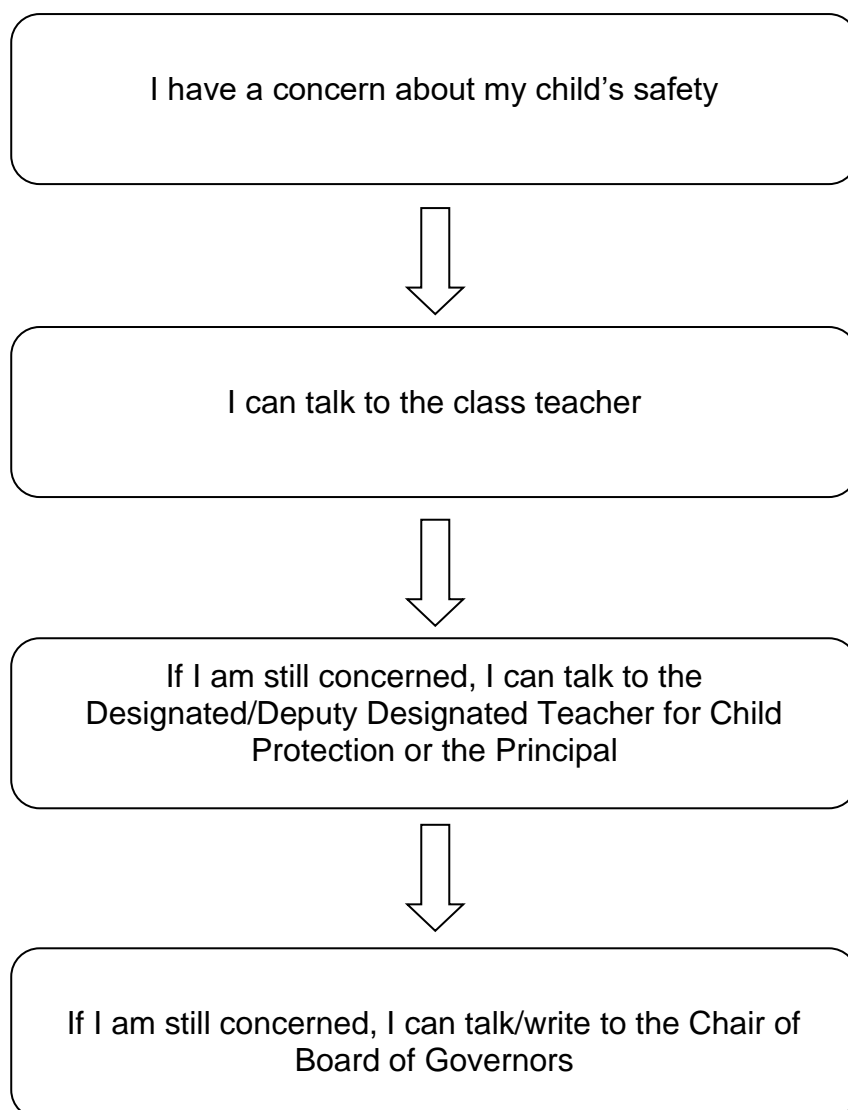 I have a concern about my child’s safety
I can talk to the class teacher
If I am still concerned, I can talk to the
Designated/Deputy Designated Teacher for Child
Protection or the Principal
If I am still concerned, I can talk/write to the Chair of
Board of Governors